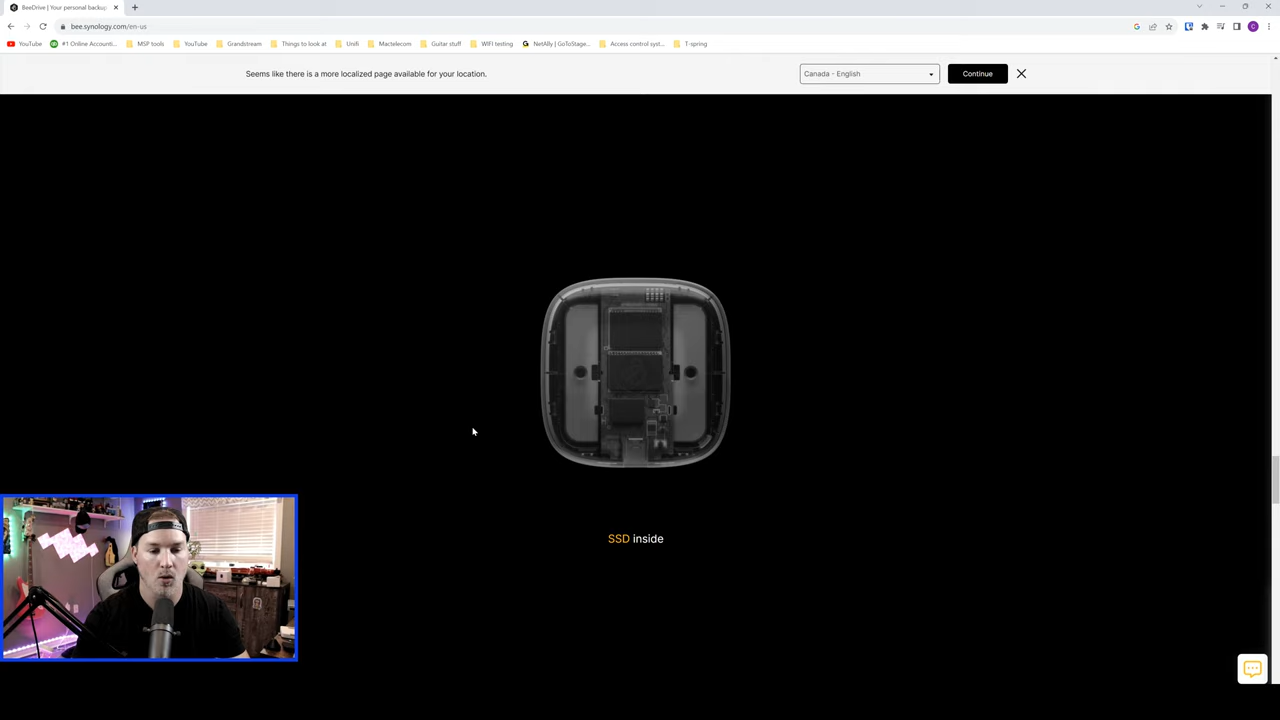 BeeDrive | Your personal backup
bee.synology.com/en-us
YouTube #1 Online Accounti... MSP tools YouTube Grandstream Things to look at Unifi Mactelecom Guitar stuff WIFI testing NetAlly | GoToStage... Access control syst... T-spring
Seems like there is a more localized page available for your location. Canada - English Continue
SSD inside